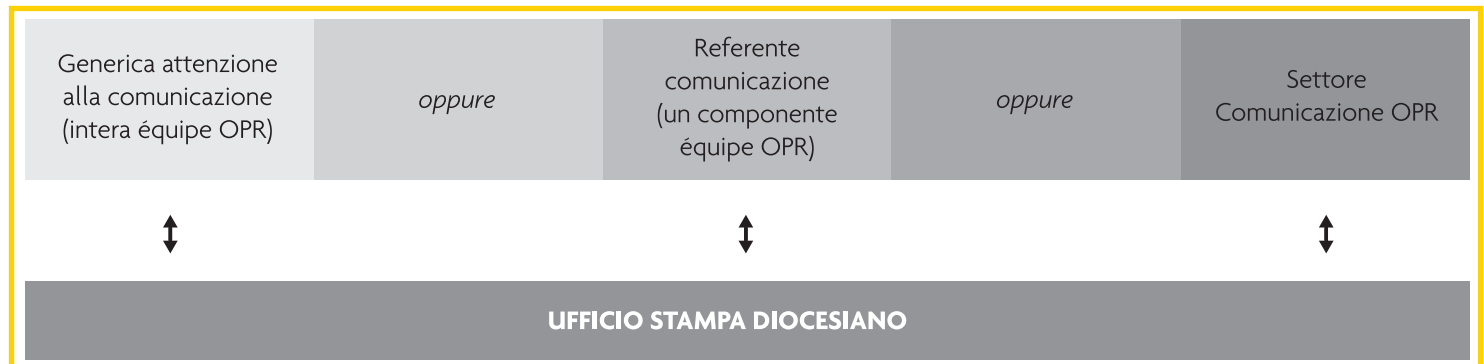 Generica attenzione
alla comunicazione
(intera équipe OPR)
oppure
Referente
comunicazione
(un componente
équipe OPR)
oppure
Settore
Comunicazione OPR
UFFICIO STAMPA DIOCESIANO